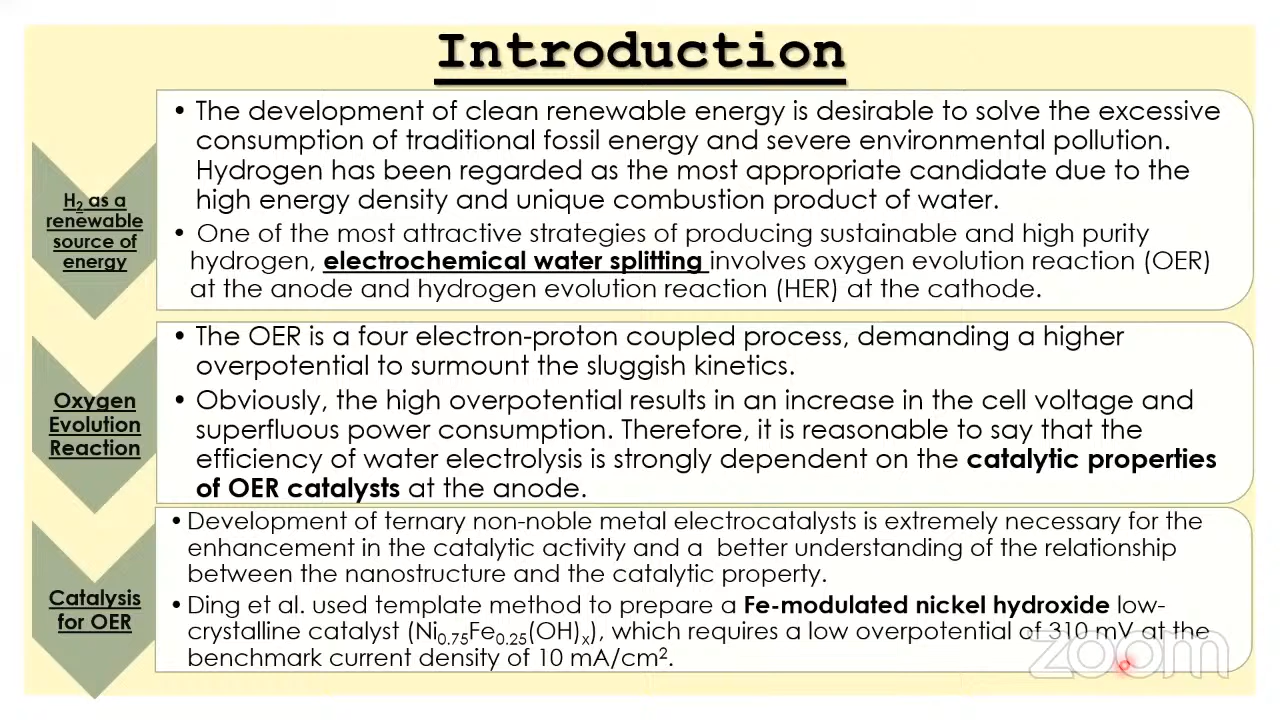 Introduction
H₂ as a
renewable
source of
energy
• The development of clean renewable energy is desirable to solve the excessive
consumption of traditional fossil energy and severe environmental pollution.
Hydrogen has been regarded as the most appropriate candidate due to the
high energy density and unique combustion product of water.
• One of the most attractive strategies of producing sustainable and high purity
hydrogen, electrochemical water splitting involves oxygen evolution reaction (OER)
at the anode and hydrogen evolution reaction (HER) at the cathode.
Oxygen
Evolution
Reaction
• The OER is a four electron-proton coupled process, demanding a higher
overpotential to surmount the sluggish kinetics.
• Obviously, the high overpotential results in an increase in the cell voltage and
superfluous power consumption. Therefore, it is reasonable to say that the
efficiency of water electrolysis is strongly dependent on the catalytic properties
of OER catalysts at the anode.
Catalysis
for OER
• Development of ternary non-noble metal electrocatalysts is extremely necessary for the
enhancement in the catalytic activity and a better understanding of the relationship
between the nanostructure and the catalytic property.
• Ding et al. used template method to prepare a Fe-modulated nickel hydroxide low-
crystalline catalyst (Ni₀.₇₅Fe₀.₂₅(OH)ₓ), which requires a low overpotential of 310 mV at the
benchmark current density of 10 mA/cm².
zoom